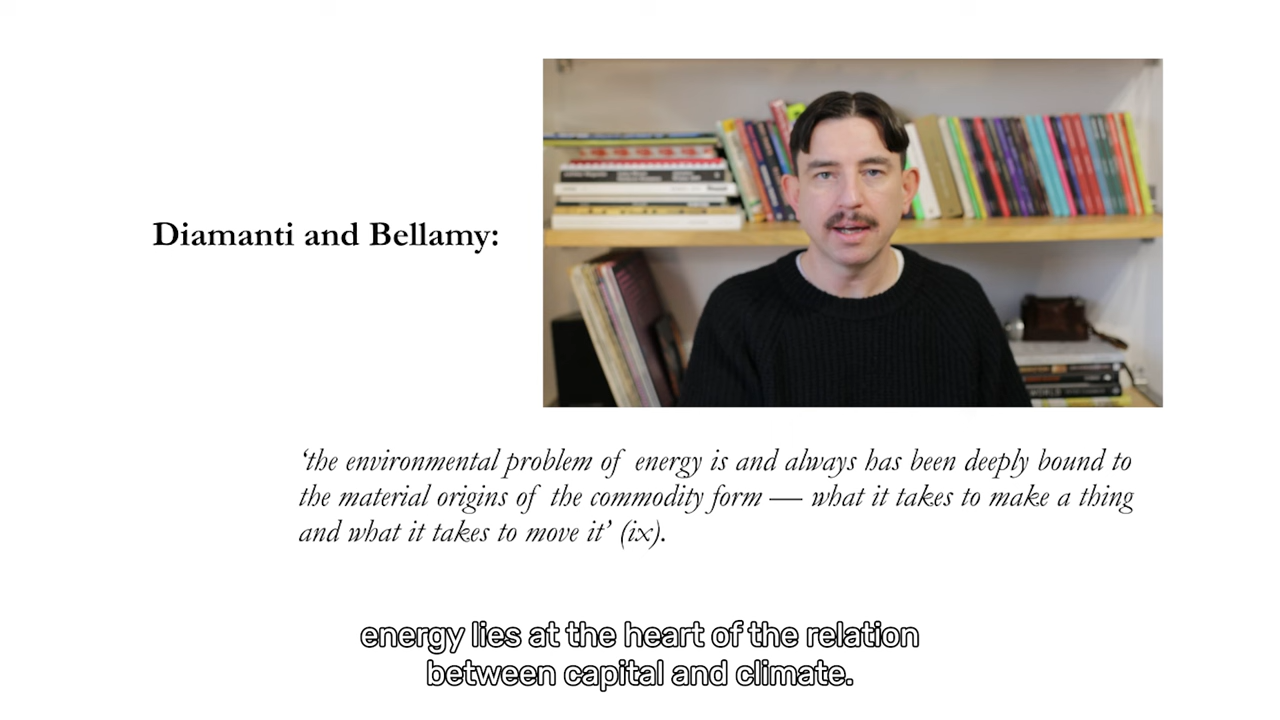 Diamanti and Bellamy:
‘the environmental problem of energy is and always has been deeply bound to
the material origins of the commodity form — what it takes to make a thing
and what it takes to move it’ (ix).
energy lies at the heart of the relation
between capital and climate.